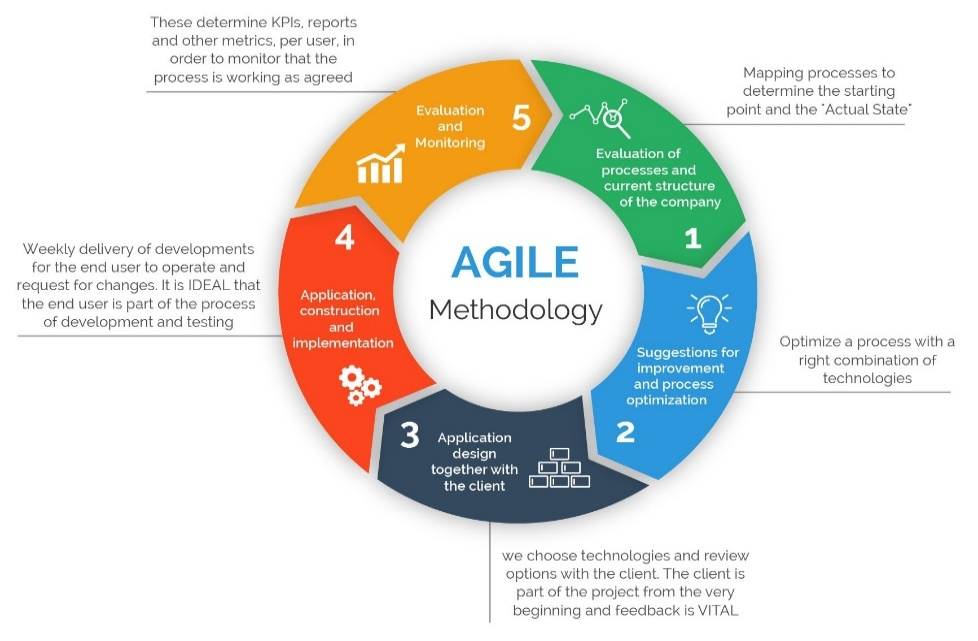 These determine KPIs, reports
and other metrics, per user, in
order to monitor that the
process is working as agreed
Mapping processes to
determine the starting
point and the "Actual State"
Evaluation
and
Monitoring
5
Evaluation of
processes and
current structure
of the company
1
Weekly delivery of developments
for the end user to operate and
request for changes. It is IDEAL that
the end user is part of the process
of development and testing
4
Application,
construction
and
implementation
AGILE
Methodology
Suggestions for
improvement
and process
optimization
2
Optimize a process with a
right combination of
technologies
3
Application
design
together with
the client
we choose technologies and review
options with the client. The client is
part of the project from the very
beginning and feedback is VITAL